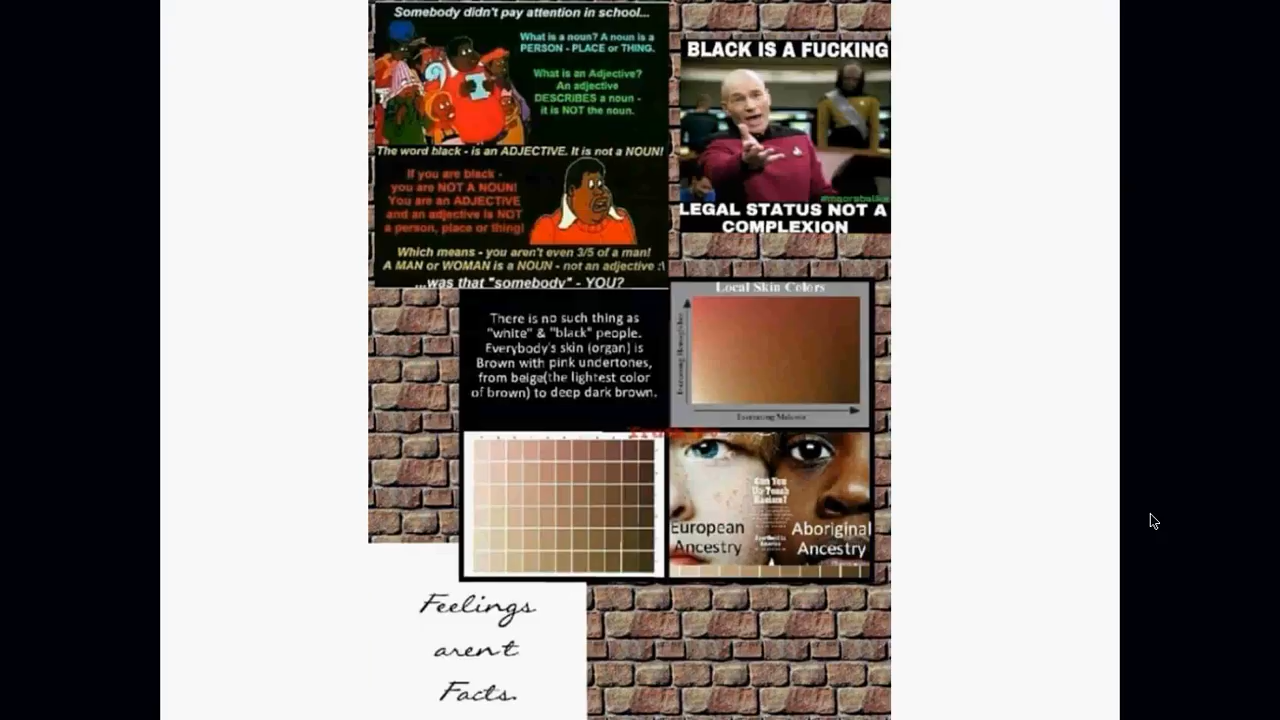 Somebody didn't pay attention in school...
What is a noun? A noun is a
PERSON - PLACE or THING.
What is an Adjective?
An adjective
DESCRIBES a noun -
it is NOT the noun.
The word black - is an ADJECTIVE. It is not a NOUN!
If you are black -
you are NOT A NOUN!
You are an ADJECTIVE
and an adjective is NOT
a person, place or thing!
Which means - you aren't even 3/5 of a man!
A MAN or WOMAN is a NOUN - not an adjective :\
...was that "somebody" - YOU?
BLACK IS A FUCKING
LEGAL STATUS NOT A
COMPLEXION
Local Skin Colors
Increasing
There is no such thing as
"white" & "black" people.
Everybody's skin (organ) is
Brown with pink undertones,
from beige(the lightest color
of brown) to deep dark brown.
Increasing
European
Ancestry
Aboriginal
Ancestry
Feelings
aren't
Facts.